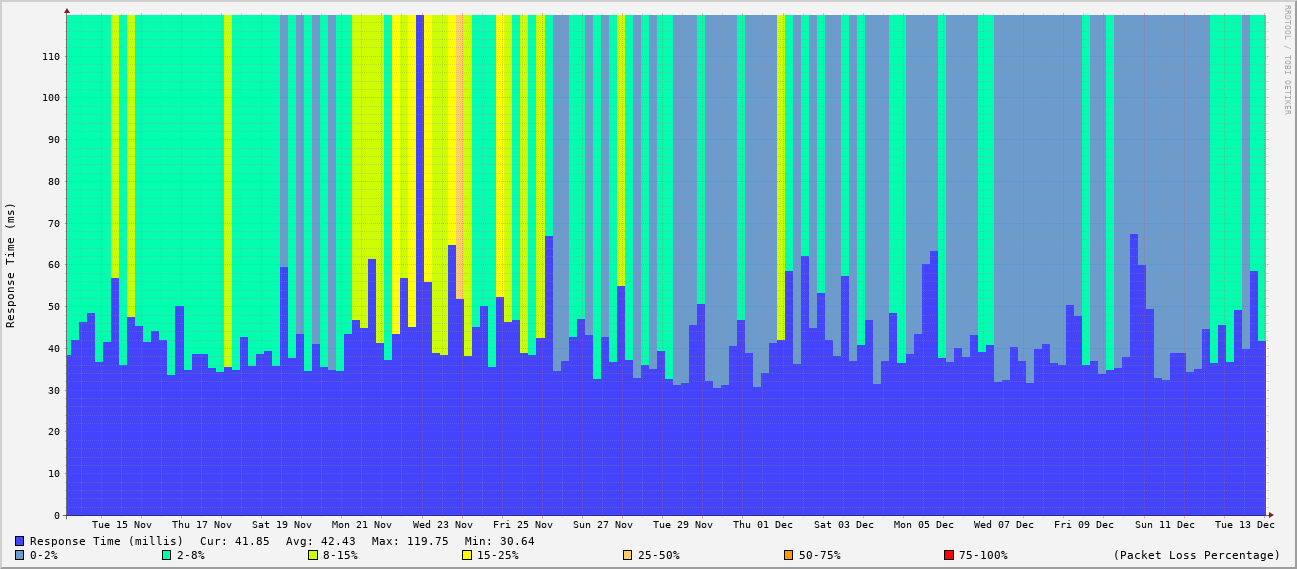 RRDTOOL / TOBI OETIKER
Response Time (ms)
110
100
90
80
70
60
50
40
30
20
10
0
Tue 15 Nov Thu 17 Nov Sat 19 Nov Mon 21 Nov Wed 23 Nov Fri 25 Nov Sun 27 Nov Tue 29 Nov Thu 01 Dec Sat 03 Dec Mon 05 Dec Wed 07 Dec Fri 09 Dec Sun 11 Dec Tue 13 Dec
Response Time (millis) Cur: 41.85 Avg: 42.43 Max: 119.75 Min: 30.64
0-2% 2-8% 8-15% 15-25% 25-50% 50-75% 75-100% (Packet Loss Percentage)